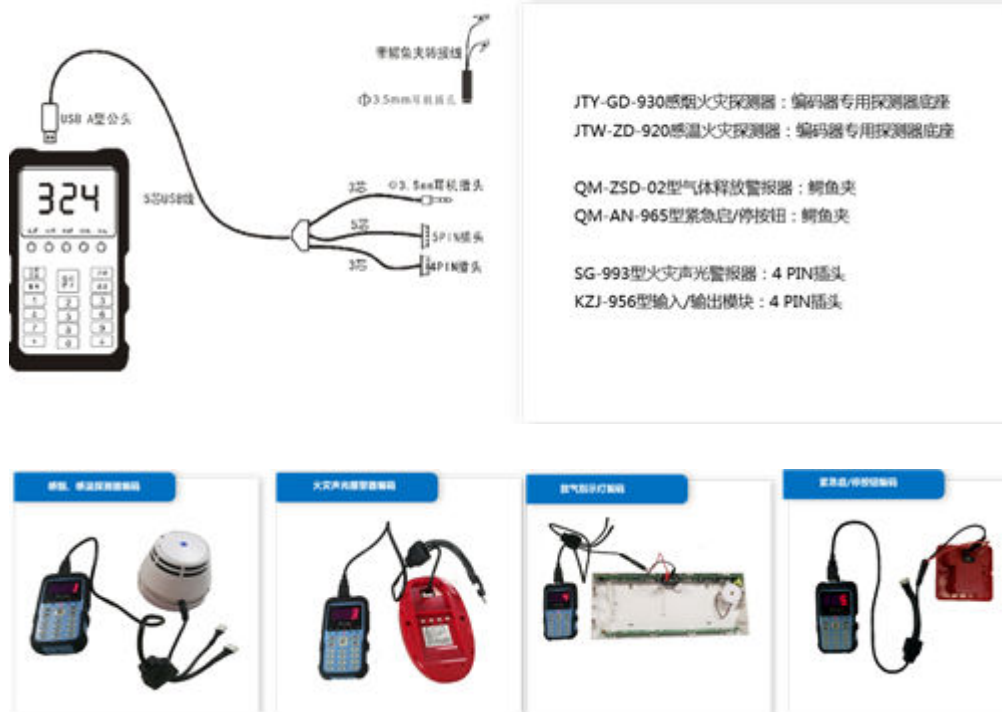 带鳄鱼夹转接线
Φ3.5mm耳机插孔
USB A型公头
324
5芯USB线
3芯
Φ3.5mm耳机插头
5芯
5PIN插头
3芯
4PIN插头
1 2 3
5 6
7 8 9
0
JTY-GD-930感烟火灾探测器：编码器专用探测器底座
JTW-ZD-920感温火灾探测器：编码器专用探测器底座
QM-ZSD-02型气体释放警报器：鳄鱼夹
QM-AN-965型紧急启/停按钮：鳄鱼夹
SG-993型火灾声光警报器：4 PIN插头
KZJ-956型输入/输出模块：4 PIN插头
感烟、感温探测器编码
火灾声光警报器编码
放气指示灯编码
紧急启/停按钮编码